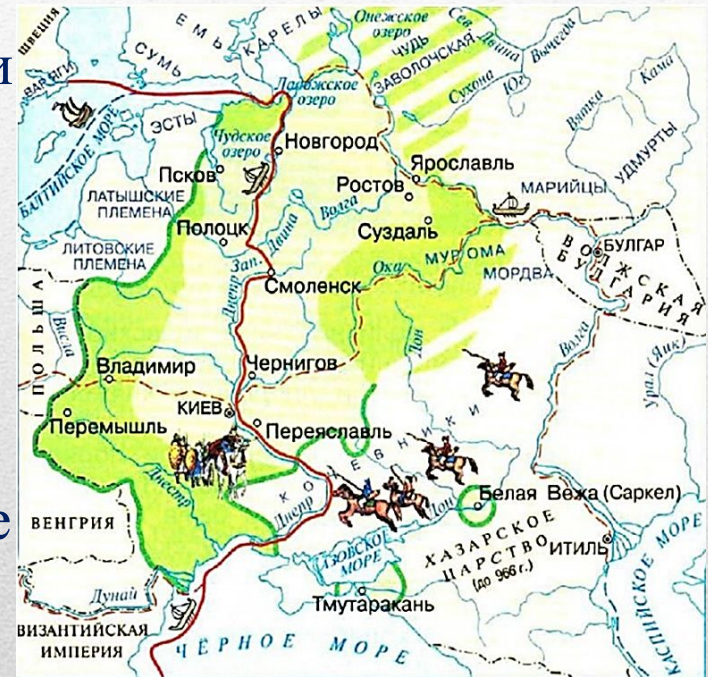 и
е
ШВЕЦИЯ
ВАРЯГИ
БАЛТИЙСКОЕ МОРЕ
СУМЬ
ЕМЬ
КАРЕЛЫ
Онежское
озеро
ЧУДЬ
ЗАВОЛОЧСКАЯ
Сев. Двина
Вычегда
Сухона
Юг
Кама
Вятка
УДМУРТЫ
Ладожское
озеро
ЭСТЫ
Чудское
озеро
Новгород
Псков
Ярославль
Ростов
МАРИЙЦЫ
ЛАТЫШСКИЕ
ПЛЕМЕНА
Волга
Суздаль
Полоцк
Зап. Двина
МУРОМА
БУЛГАР
ВОЛЖСКАЯ
БУЛГАРИЯ
ЛИТОВСКИЕ
ПЛЕМЕНА
Ока
МОРДВА
Смоленск
Днепр
ПОЛЬША
Висла
Дон
Волга
Урал (Яик)
Владимир
Чернигов
КИЕВ
Перемышль
Переяславль
КОЧЕВНИКИ
Днестр
Днепр
Дон
Белая Вежа (Саркел)
ВЕНГРИЯ
ХАЗАРСКОЕ
ЦАРСТВО
(до 966 г.)
ИТИЛЬ
АЗОВСКОЕ
МОРЕ
Дунай
Тмутаракань
КАСПИЙСКОЕ МОРЕ
ВИЗАНТИЙСКАЯ
ИМПЕРИЯ
ЧЁРНОЕ МОРЕ